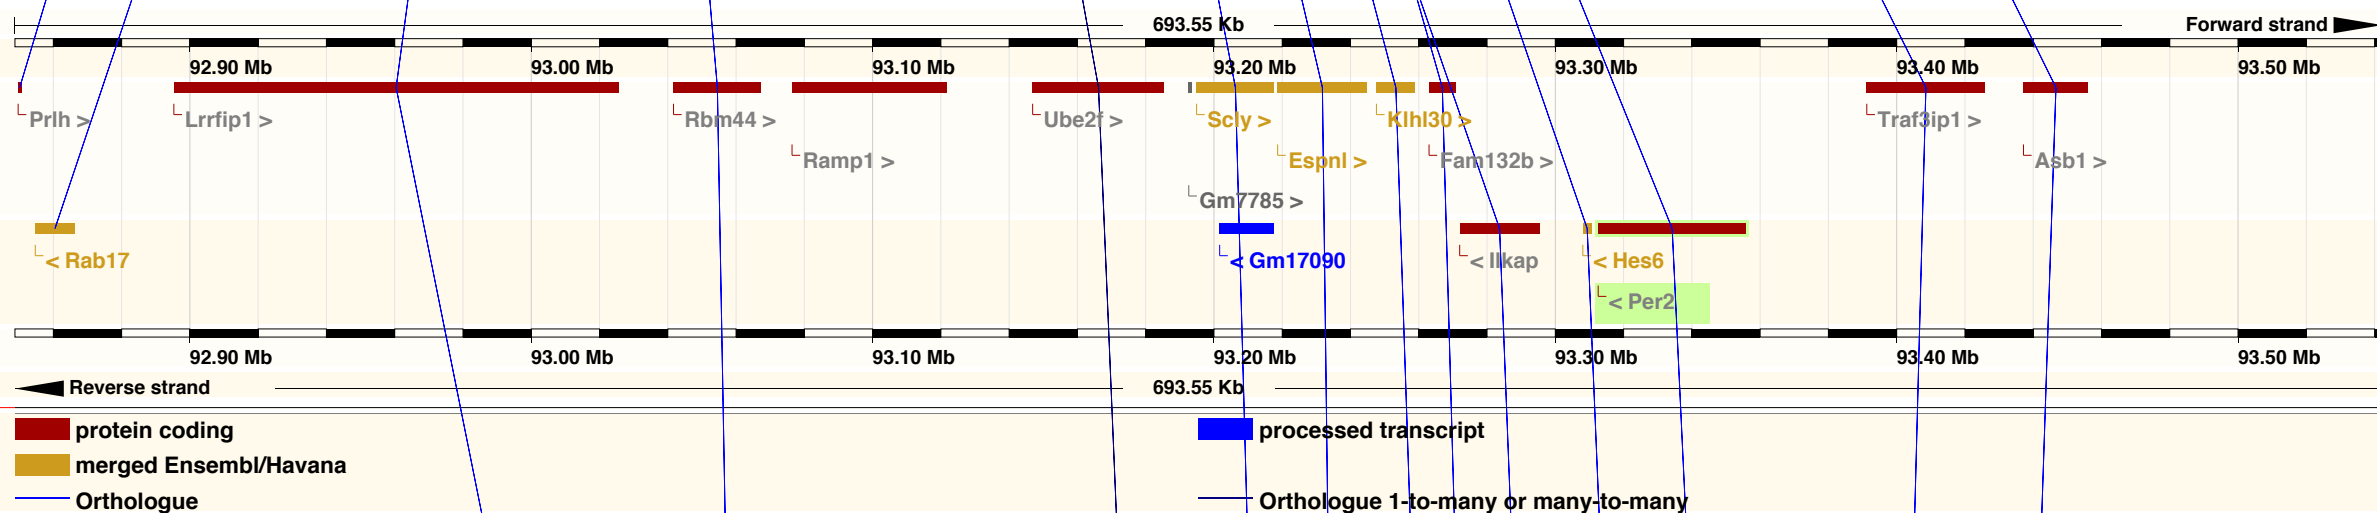 693.55 Kb Forward strand
92.90 Mb 93.00 Mb 93.10 Mb 93.20 Mb 93.30 Mb 93.40 Mb 93.50 Mb
Prlh > Lrrfip1 > Rbm44 > Ube2f > Scly > Klhl30 > Traf3ip1 >
Ramp1 > Espnl > Fam132b > Asb1 >
Gm7785 >
< Rab17 < Gm17090 < Ilkap < Hes6
< Per2
92.90 Mb 93.00 Mb 93.10 Mb 93.20 Mb 93.30 Mb 93.40 Mb 93.50 Mb
Reverse strand 693.55 Kb
protein coding processed transcript
merged Ensembl/Havana
Orthologue Orthologue 1-to-many or many-to-many